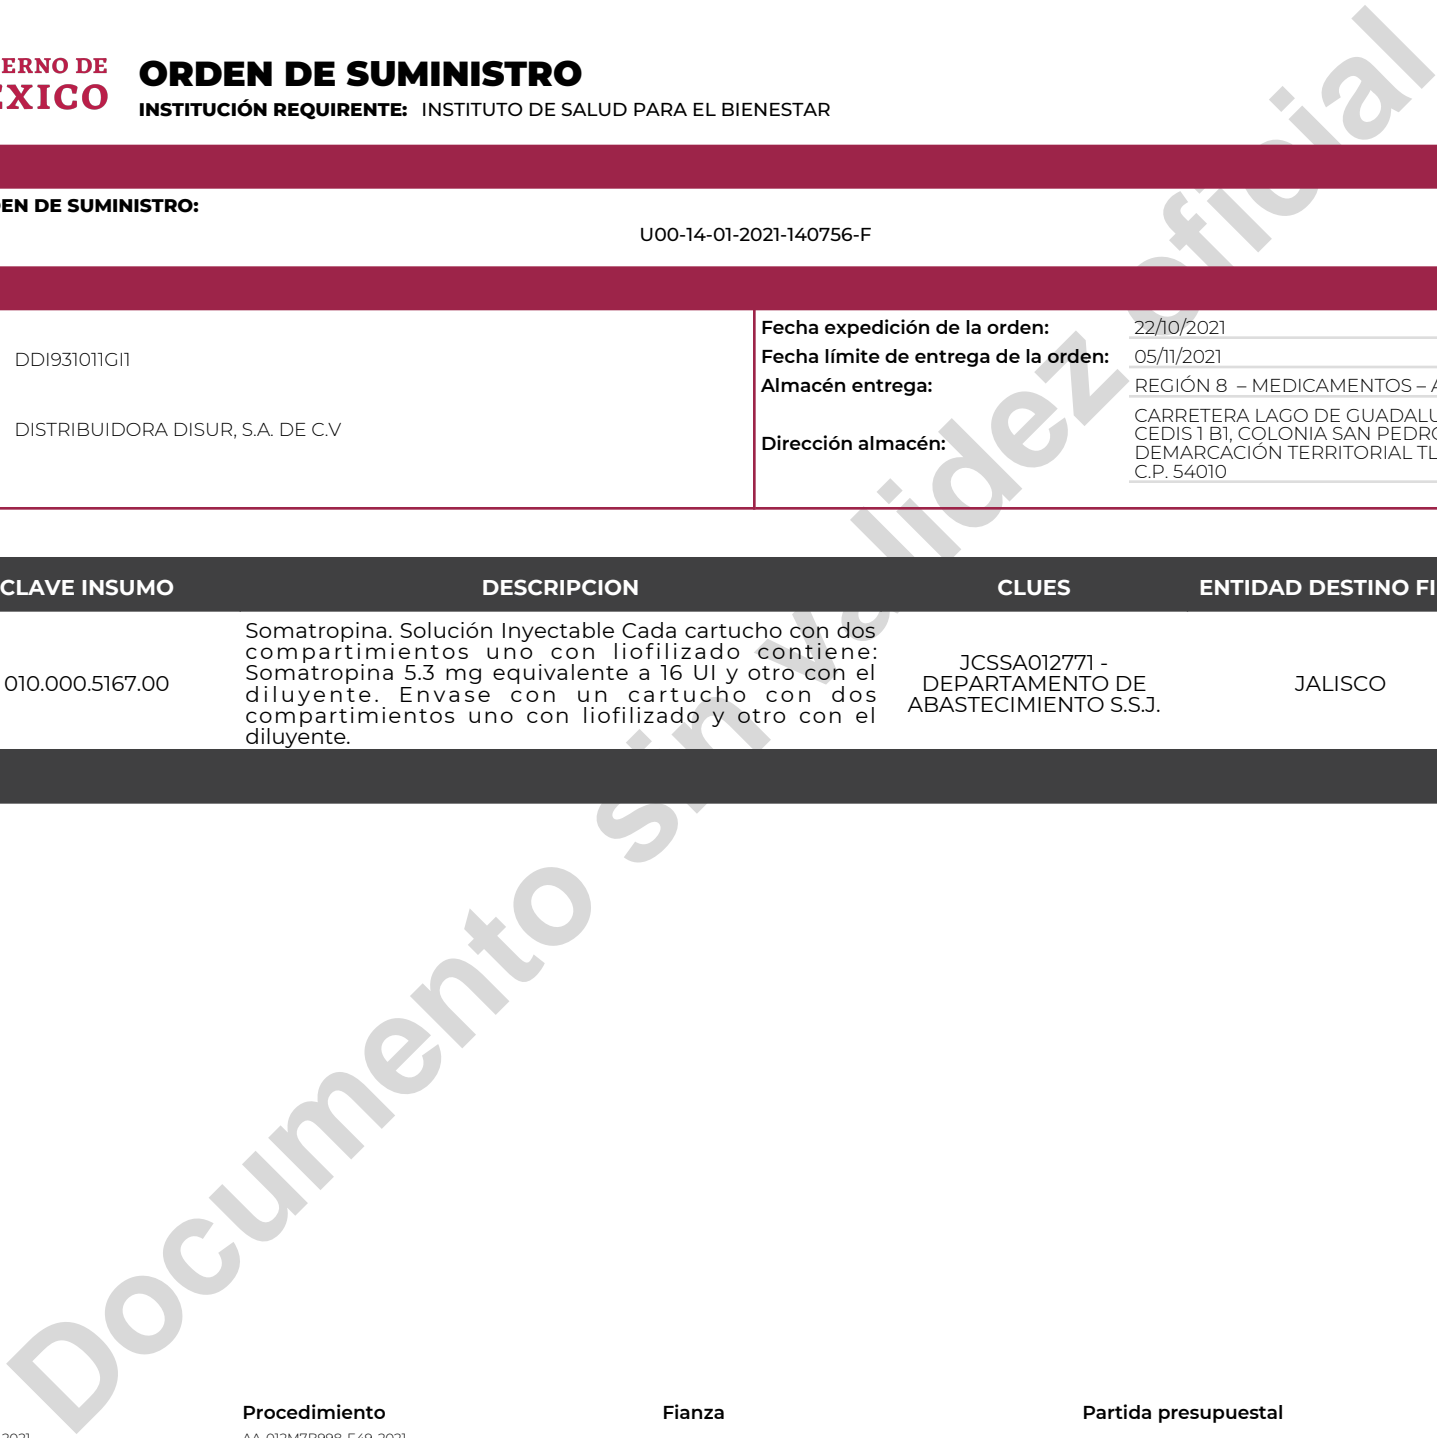 ORDEN DE SUMINISTRO
INSTITUCIÓN REQUIRENTE: INSTITUTO DE SALUD PARA EL BIENESTAR
ERNO DE
XICO
EN DE SUMINISTRO:
U00-14-01-2021-140756-F
DDI931011GI1
DISTRIBUIDORA DISUR, S.A. DE C.V
Fecha expedición de la orden: 22/10/2021
Fecha límite de entrega de la orden: 05/11/2021
Almacén entrega: REGIÓN 8 – MEDICAMENTOS – A
Dirección almacén:
CARRETERA LAGO DE GUADALU
CEDIS 1 B1, COLONIA SAN PEDRO
DEMARCACIÓN TERRITORIAL TL
C.P. 54010
CLAVE INSUMO DESCRIPCION CLUES ENTIDAD DESTINO FI
010.000.5167.00
Somatropina. Solución Inyectable Cada cartucho con dos
compartimientos uno con liofilizado contiene:
Somatropina 5.3 mg equivalente a 16 UI y otro con el
diluyente. Envase con un cartucho con dos
compartimientos uno con liofilizado y otro con el
diluyente.
JCSSA012771 -
DEPARTAMENTO DE
ABASTECIMIENTO S.S.J.
JALISCO
Documento sin validez oficial
Procedimiento Fianza Partida presupuestal